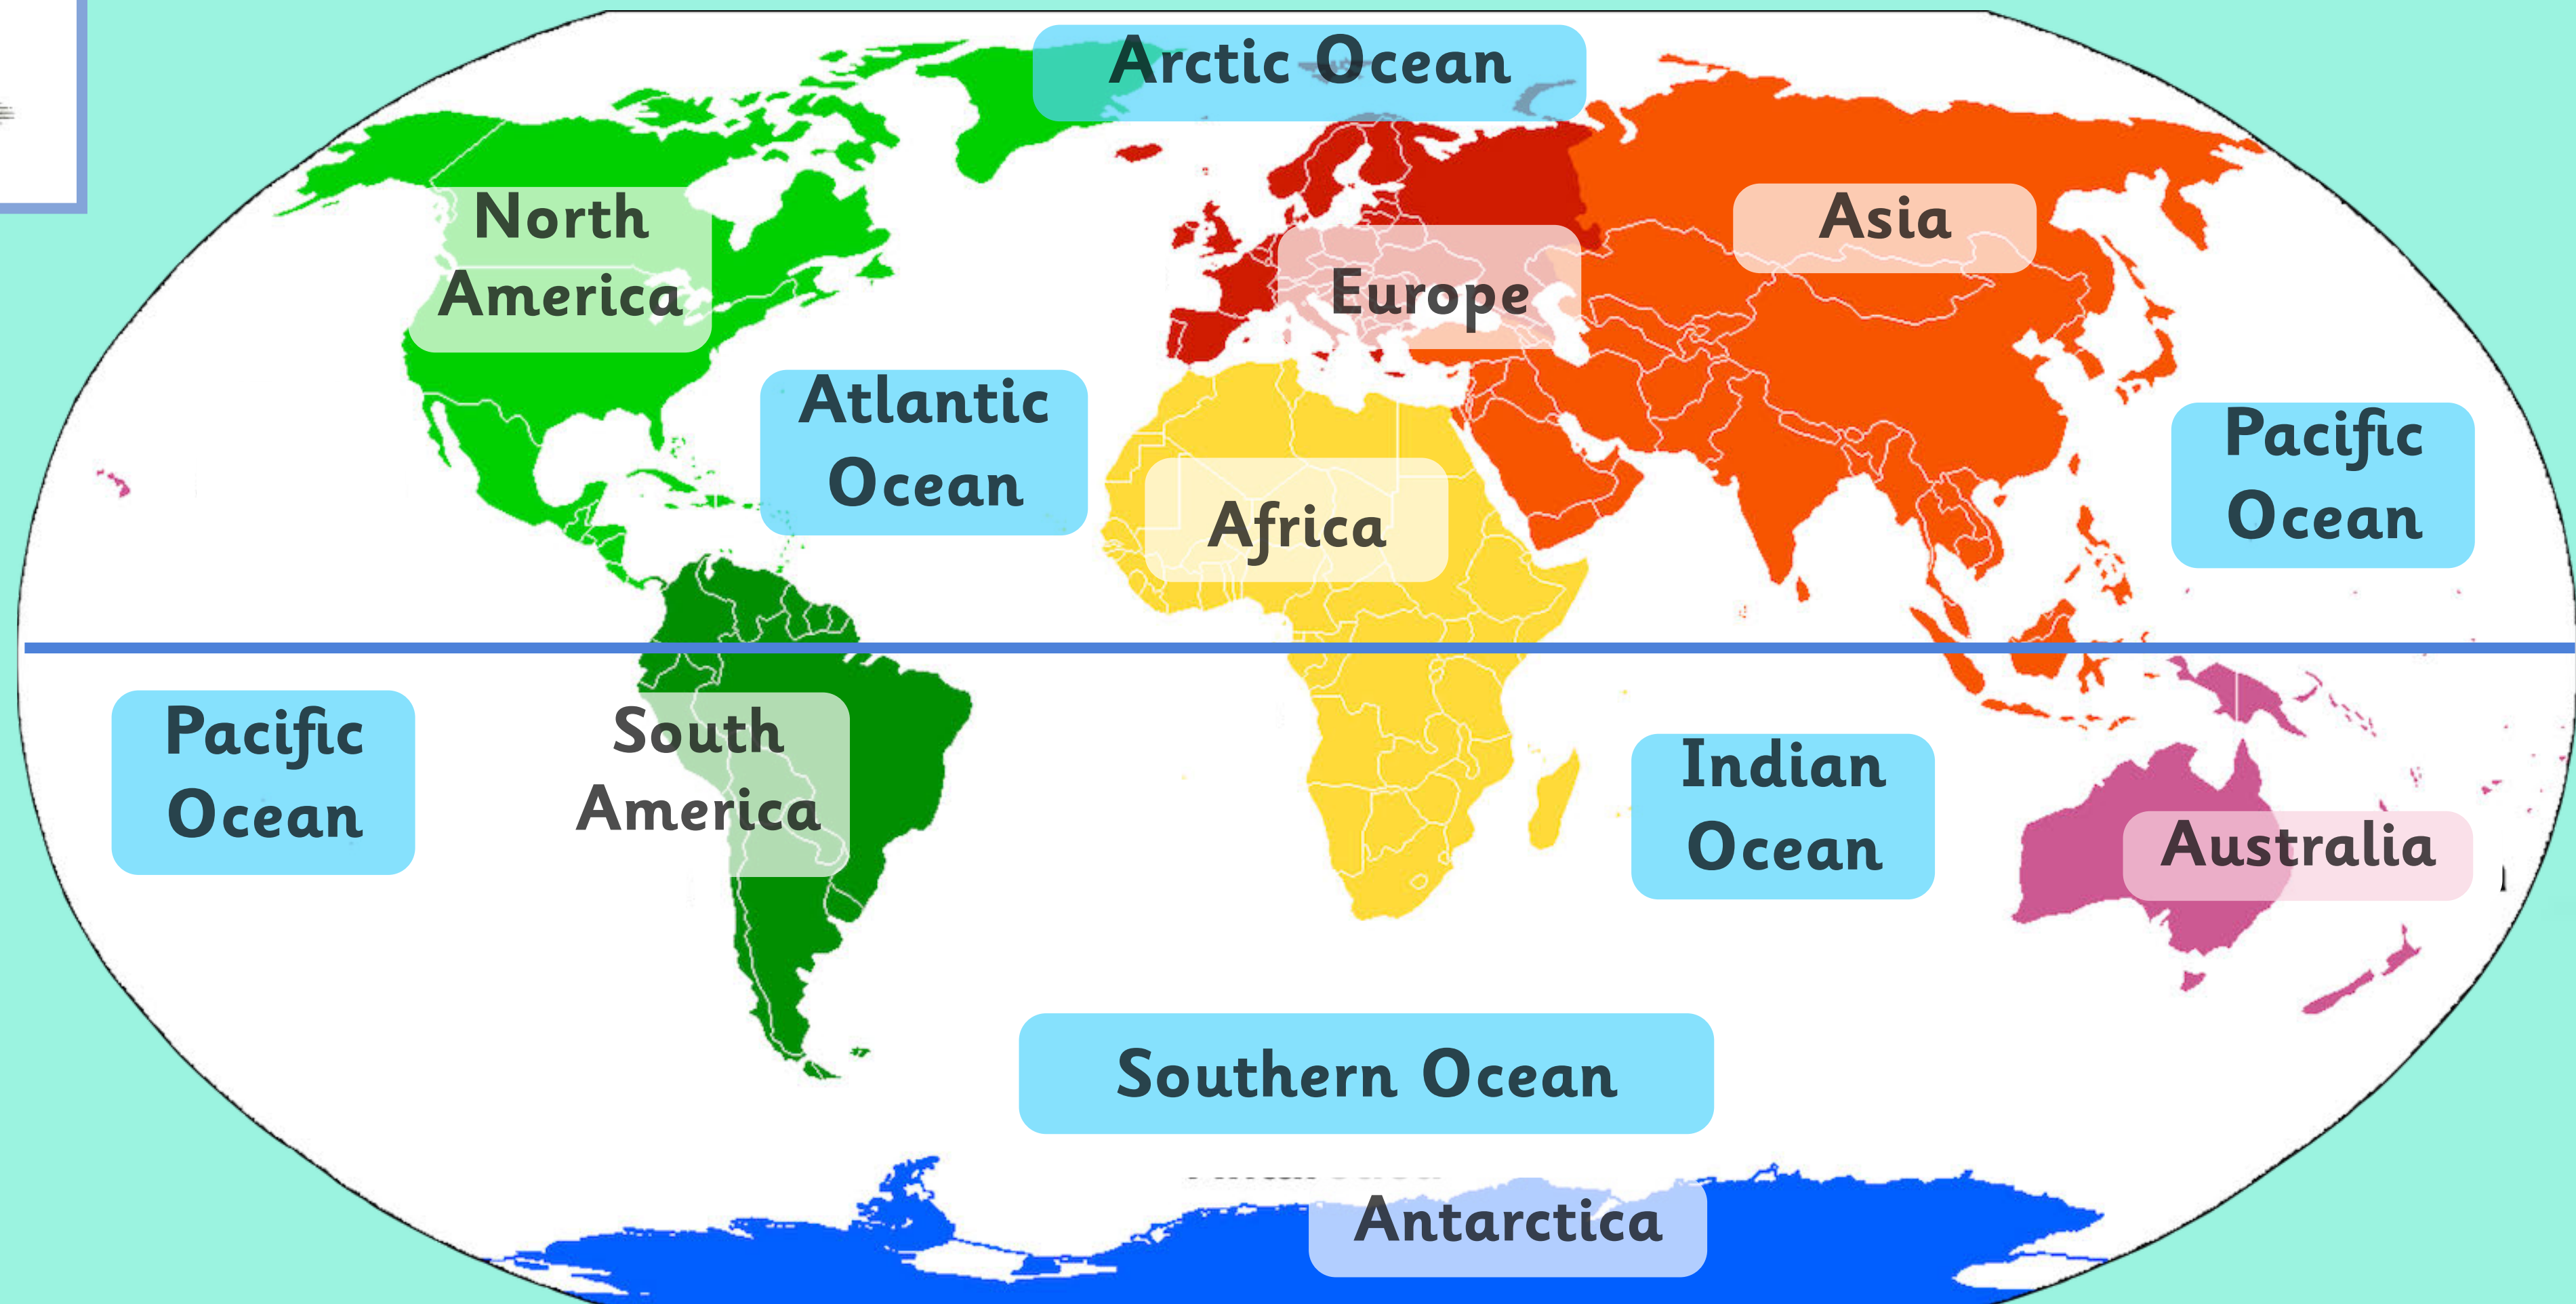 Arctic Ocean
North
America
Asia
Europe
Atlantic
Ocean
Pacific
Ocean
Africa
Pacific
Ocean
South
America
Indian
Ocean
Australia
Southern Ocean
Antarctica